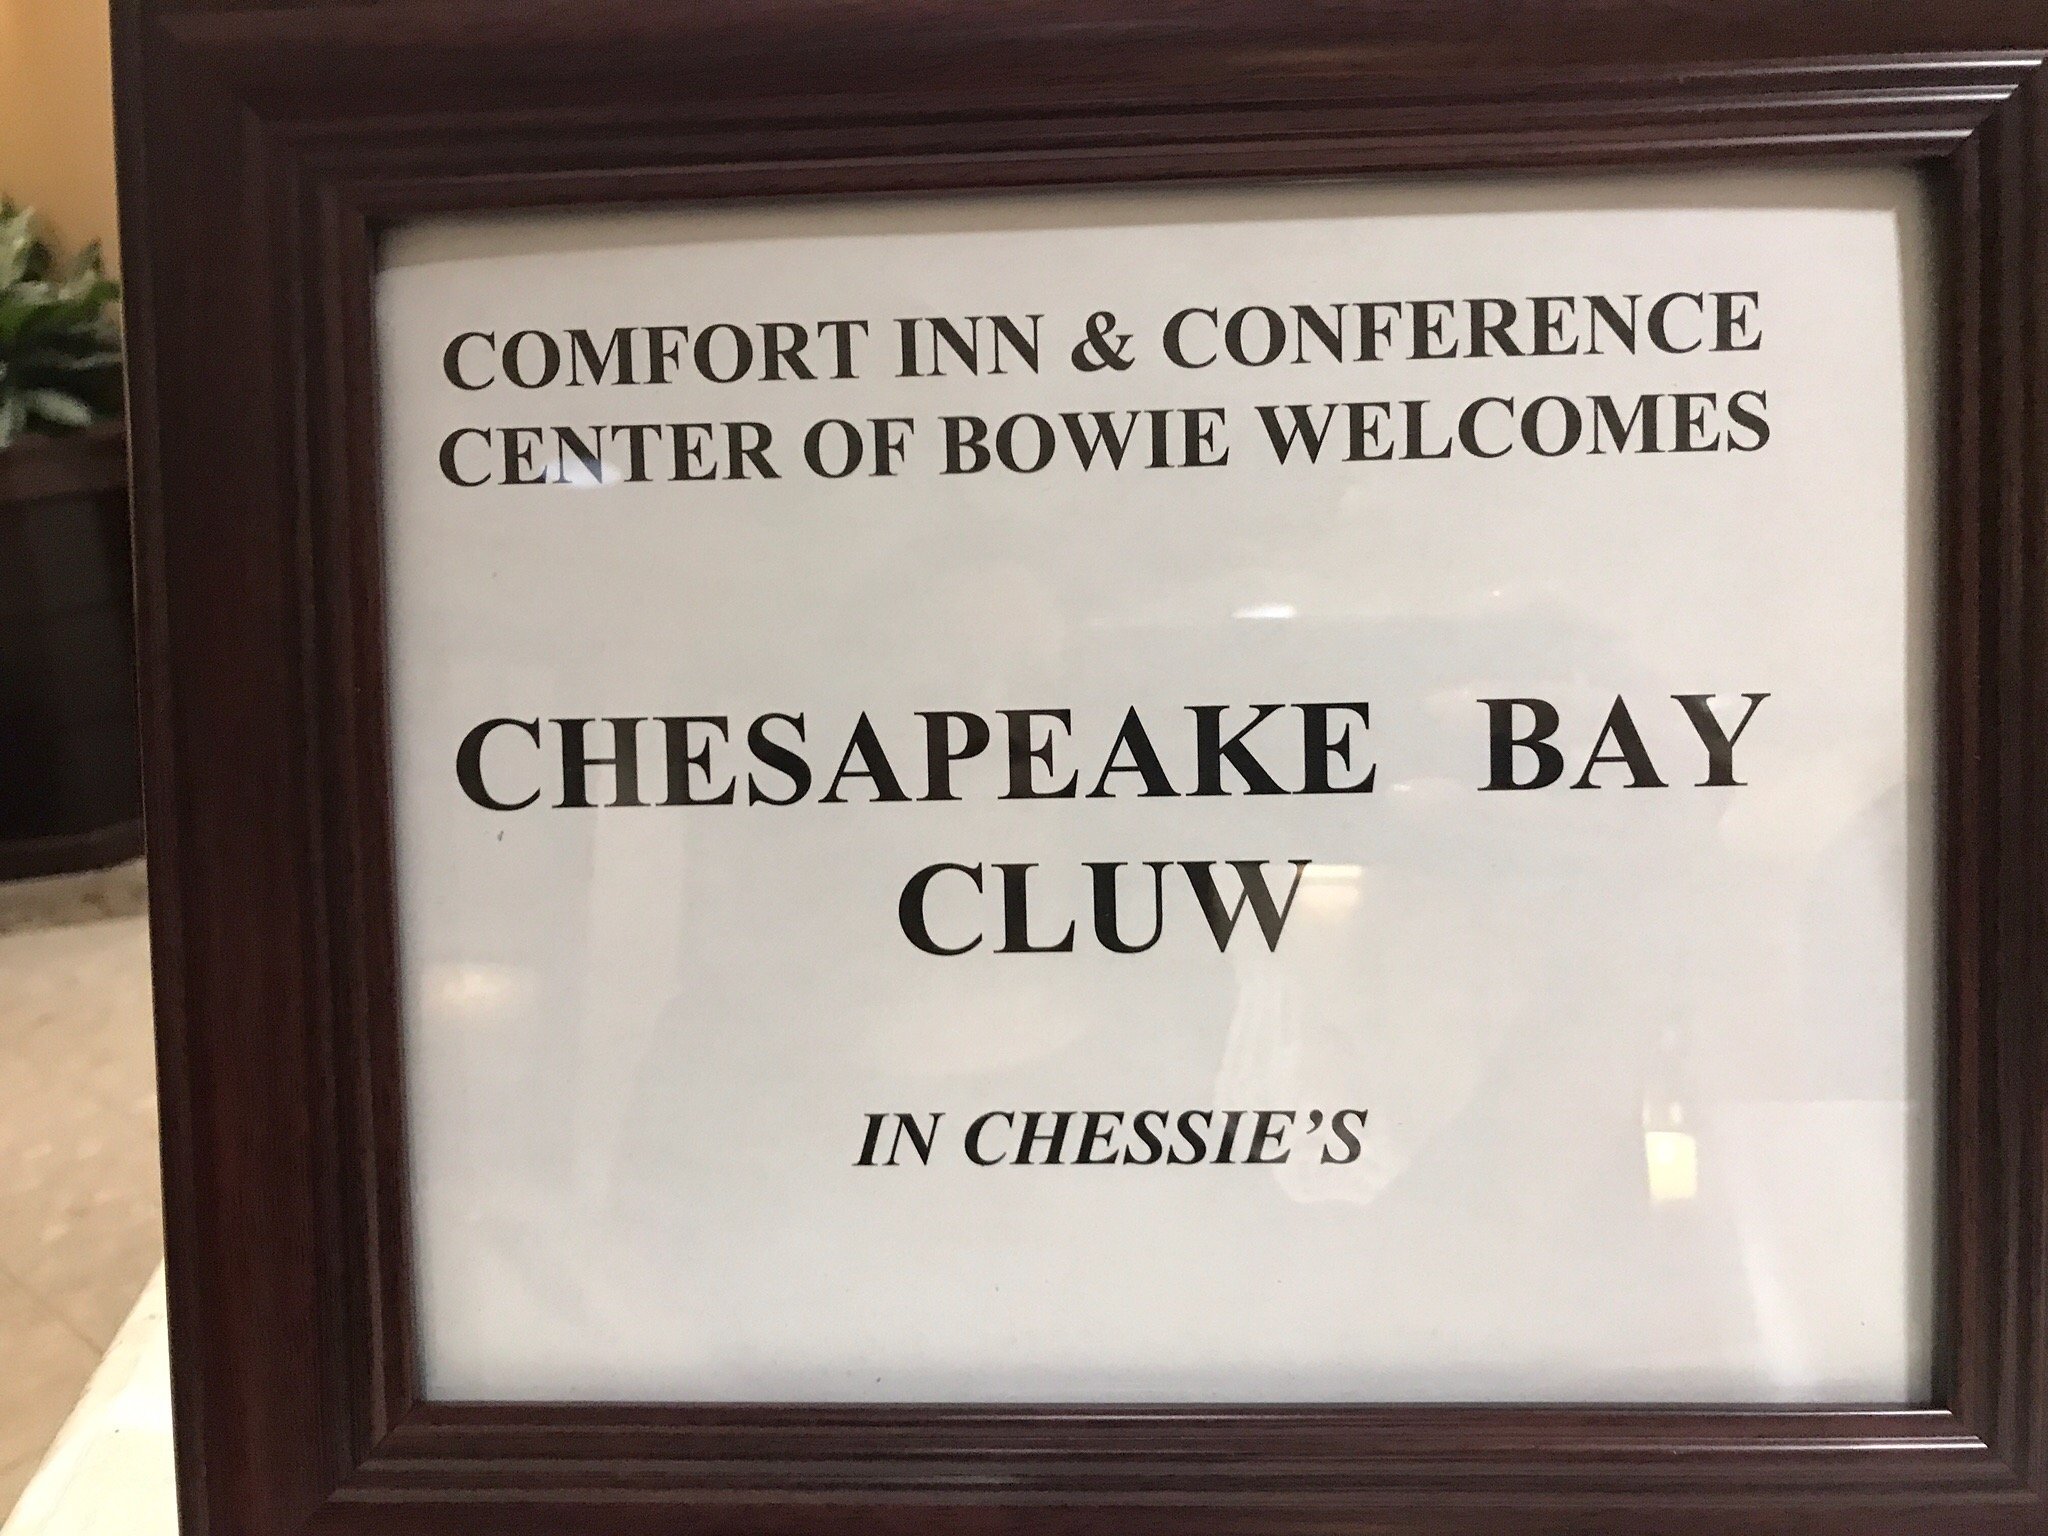 COMFORT INN & CONFERENCE
CENTER OF BOWIE WELCOMES
CHESAPEAKE BAY
CLUW
IN CHESSIE'S